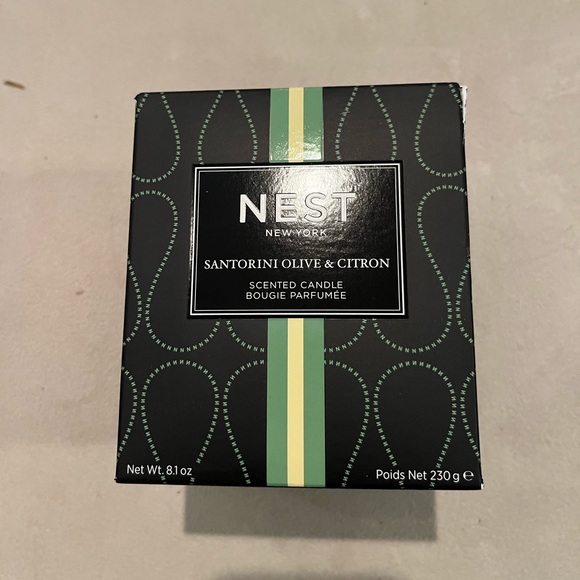 NEST
NEW YORK
SANTORINI OLIVE & CITRON
SCENTED CANDLE
BOUGIE PARFUMÉE
Net Wt. 8.1 oz
Poids Net 230 g ℮